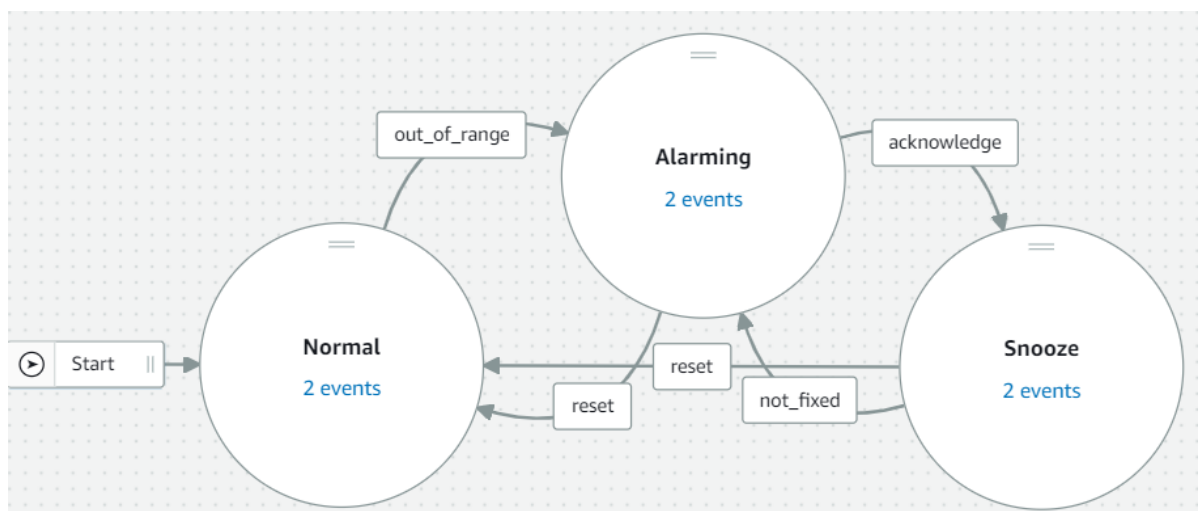 out_of_range
Alarming
2 events
acknowledge
Start
Normal
2 events
reset
reset
not_fixed
Snooze
2 events